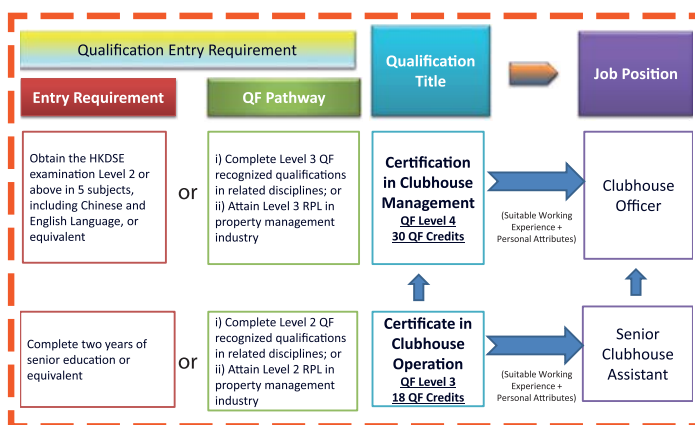 Qualification Entry Requirement
Qualification
Title
Job Position
Entry Requirement
QF Pathway
Obtain the HKDSE
examination Level 2 or
above in 5 subjects,
including Chinese and
English Language, or
equivalent
or
i) Complete Level 3 QF
recognized qualifications
in related disciplines; or
ii) Attain Level 3 RPL in
property management
industry
Certification
in Clubhouse
Management
QF Level 4
30 QF Credits
(Suitable Working
Experience +
Personal Attributes)
Clubhouse
Officer
Complete two years of
senior education or
equivalent
or
i) Complete Level 2 QF
recognized qualifications
in related disciplines; or
ii) Attain Level 2 RPL in
property management
industry
Certificate in
Clubhouse
Operation
QF Level 3
18 QF Credits
(Suitable Working
Experience +
Personal Attributes)
Senior
Clubhouse
Assistant